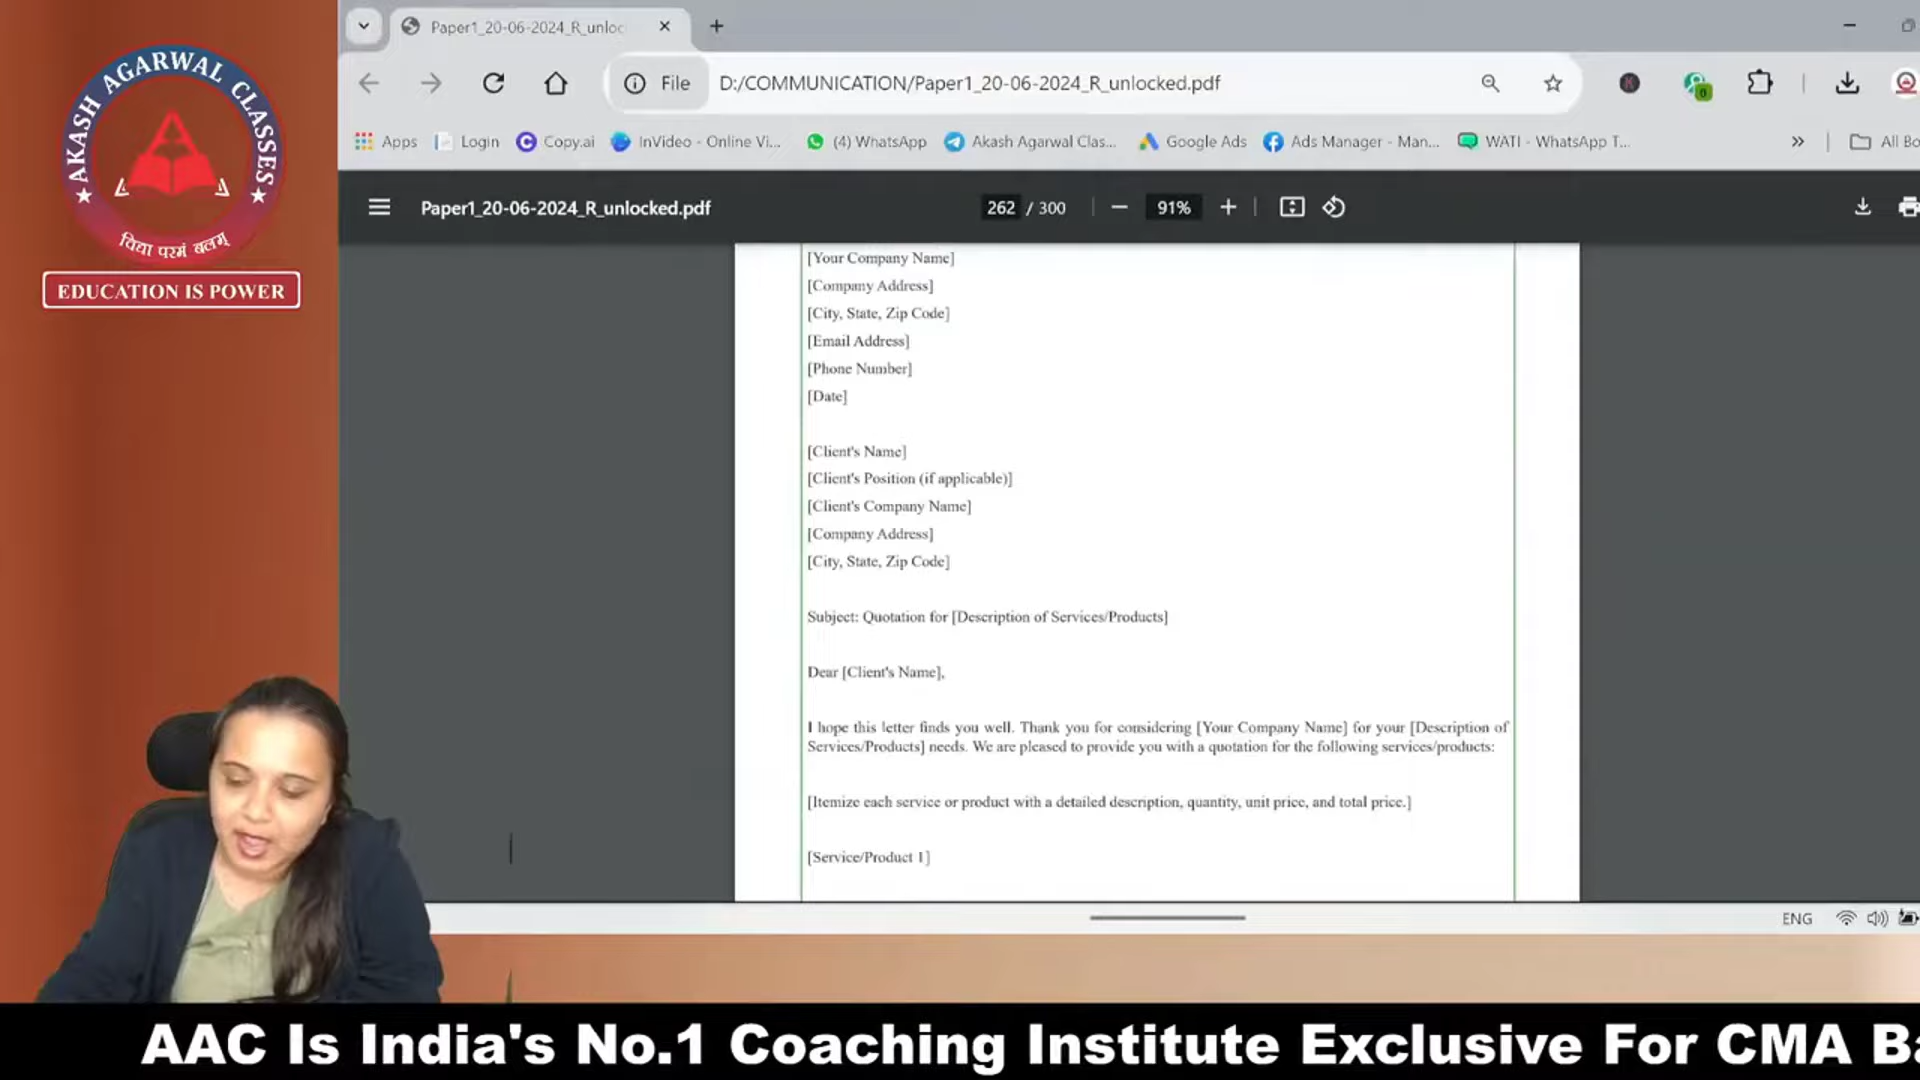 AKASH AGARWAL CLASSES
विद्या परमं बलम्
EDUCATION IS POWER
Paper1_20-06-2024_R_unloc
File
D:/COMMUNICATION/Paper1_20-06-2024_R_unlocked.pdf
Apps
Login
Copy.ai
InVideo - Online Vi...
(4) WhatsApp
Akash Agarwal Clas...
Google Ads
Ads Manager - Man...
WATI - WhatsApp T...
All Bo
Paper1_20-06-2024_R_unlocked.pdf
262 / 300
91%
[Your Company Name]
[Company Address]
[City, State, Zip Code]
[Email Address]
[Phone Number]
[Date]
[Client's Name]
[Client's Position (if applicable)]
[Client's Company Name]
[Company Address]
[City, State, Zip Code]
Subject: Quotation for [Description of Services/Products]
Dear [Client's Name],
I hope this letter finds you well. Thank you for considering [Your Company Name] for your [Description of
Services/Products] needs. We are pleased to provide you with a quotation for the following services/products:
[Itemize each service or product with a detailed description, quantity, unit price, and total price.]
[Service/Product 1]
ENG
AAC Is India's No.1 Coaching Institute Exclusive For CMA Ba